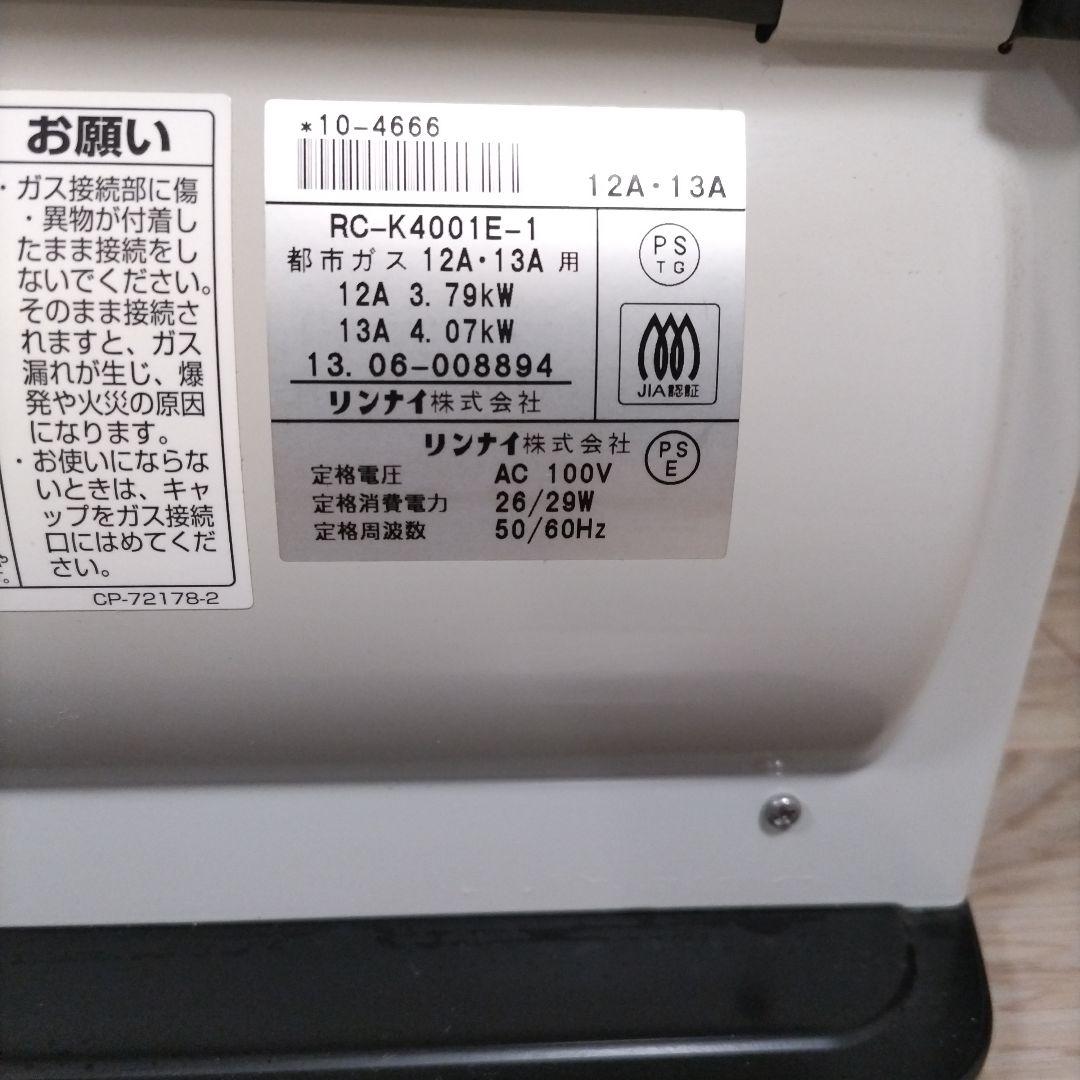 お願い
・ガス接続部に傷
・異物が付着し
たまま接続をし
ないでください。
そのまま接続さ
れますと、ガス
漏れが生じ、爆
発や火災の原因
になります。
・お使いにならな
いときは、キャ
ップをガス接続
口にはめてくだ
さい。
CP-72178-2
*10-4666
12A・13A
RC-K4001E-1
都市ガス 12A・13A 用
12A 3.79kW
13A 4.07kW
13.06-008894
リンナイ株式会社
PS
TG
JIA認証
リンナイ株式会社
PS
E
定格電圧 AC 100V
定格消費電力 26/29W
定格周波数 50/60Hz